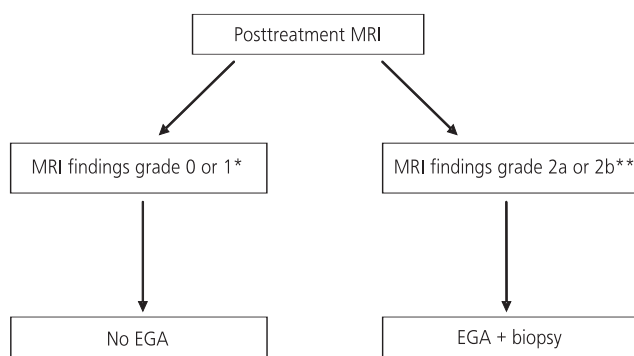 Posttreatment MRI
MRI findings grade 0 or 1*
MRI findings grade 2a or 2b**
No EGA
EGA + biopsy